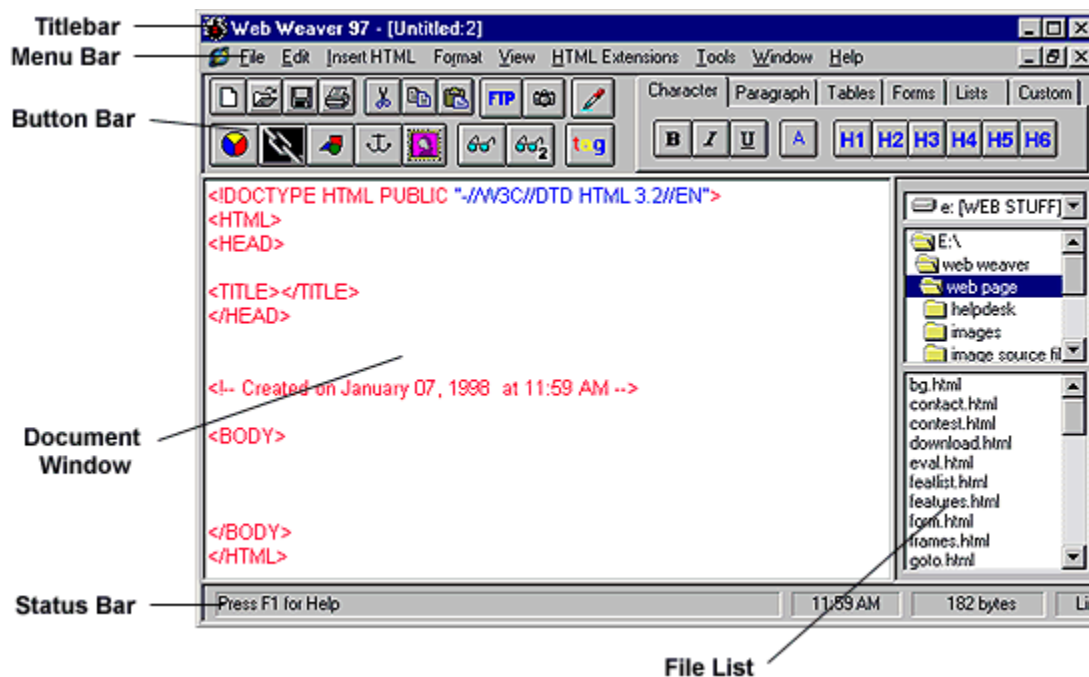 Titlebar
Web Weaver 97 - [Untitled:2]
Menu Bar
File Edit Insert HTML Format View HTML Extensions Tools Window Help
Button Bar
FTP
Character Paragraph Tables Forms Lists Custom
2
t g
B I U A H1 H2 H3 H4 H5 H6
<!DOCTYPE HTML PUBLIC "-//W3C//DTD HTML 3.2//EN">
<HTML>
<HEAD>
<TITLE></TITLE>
</HEAD>
<!-- Created on January 07, 1998 at 11:59 AM -->
<BODY>
</BODY>
</HTML>
Document
Window
e: [WEB STUFF]
E:\
web weaver
web page
helpdesk
images
image source fil
bg.html
contact.html
contest.html
download.html
eval.html
featlist.html
features.html
form.html
frames.html
goto.html
Status Bar
Press F1 for Help 11:59 AM 182 bytes Li
File List